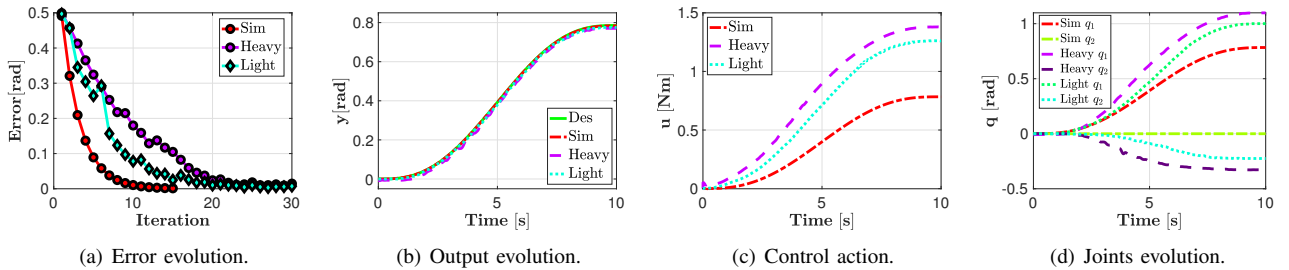 0.5
0.4
0.3
0.2
0.1
0
Error[rad]
0
10
20
30
Iteration
Sim
Heavy
Light
(a) Error evolution.
0.8
0.6
0.4
0.2
0
y[rad]
0
5
10
Time [s]
Des
Sim
Heavy
Light
(b) Output evolution.
1.5
1
0.5
0
u [Nm]
0
5
10
Time [s]
Sim
Heavy
Light
(c) Control action.
1
0.5
0
-0.5
q [rad]
0
5
10
Time [s]
Sim q₁
Sim q₂
Heavy q₁
Heavy q₂
Light q₁
Light q₂
(d) Joints evolution.